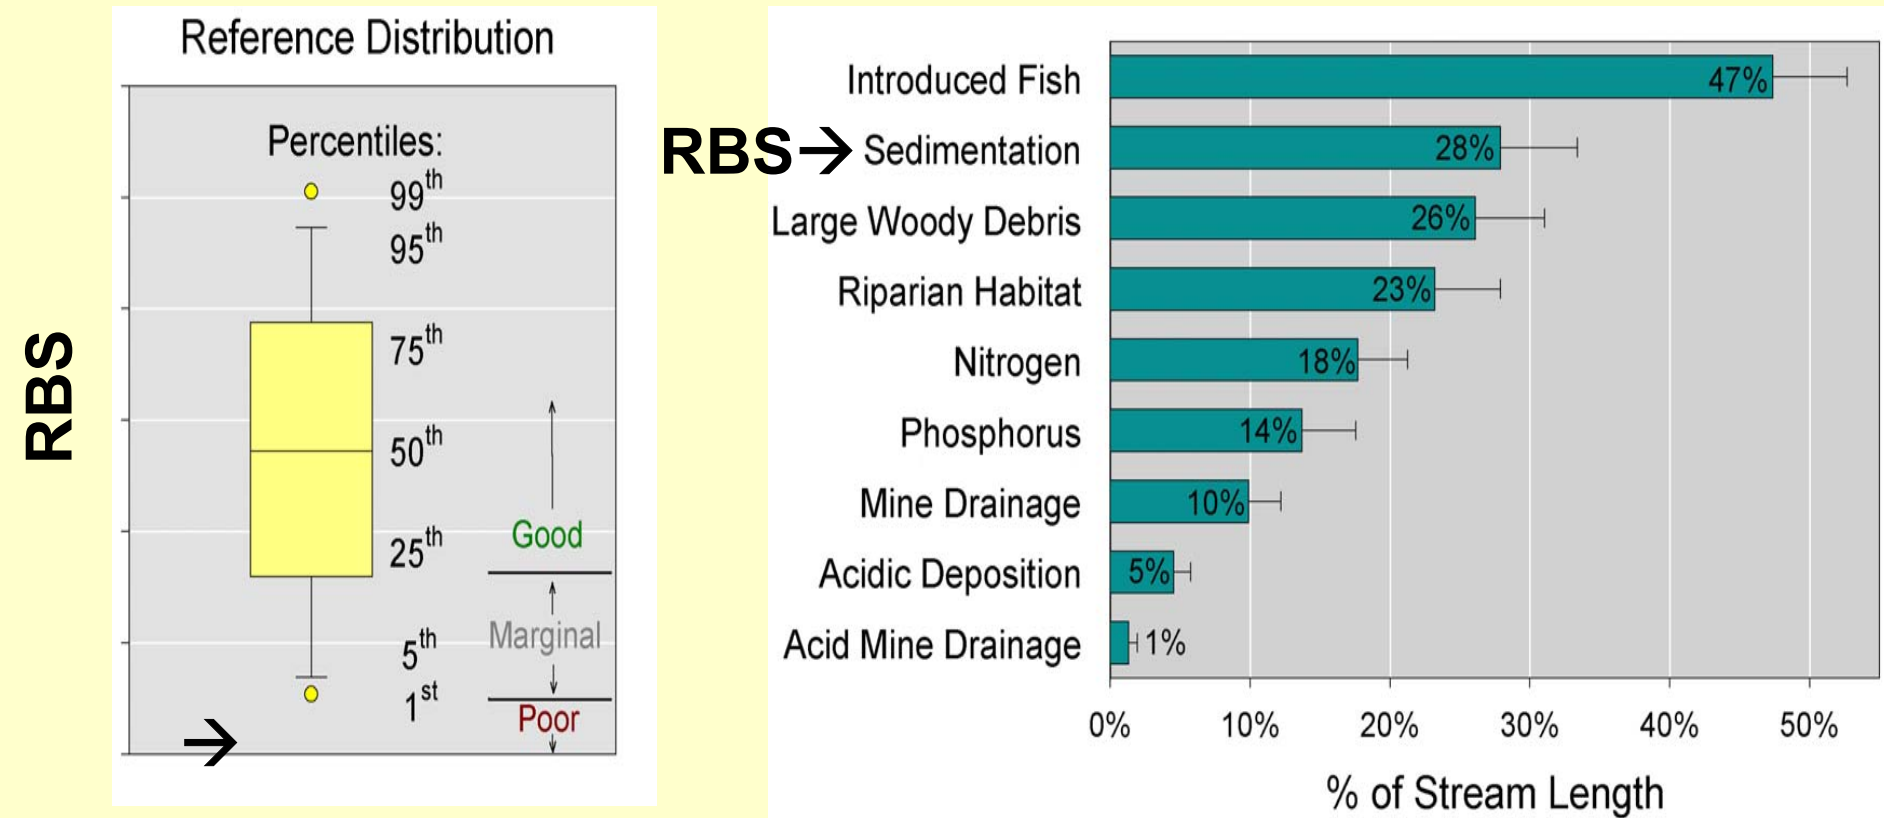 Reference Distribution
RBS
Percentiles:
99th
95th
75th
50th
25th
5th
1st
Good
Marginal
Poor
RBS→
Introduced Fish 47%
Sedimentation 28%
Large Woody Debris 26%
Riparian Habitat 23%
Nitrogen 18%
Phosphorus 14%
Mine Drainage 10%
Acidic Deposition 5%
Acid Mine Drainage 1%
0% 10% 20% 30% 40% 50%
% of Stream Length